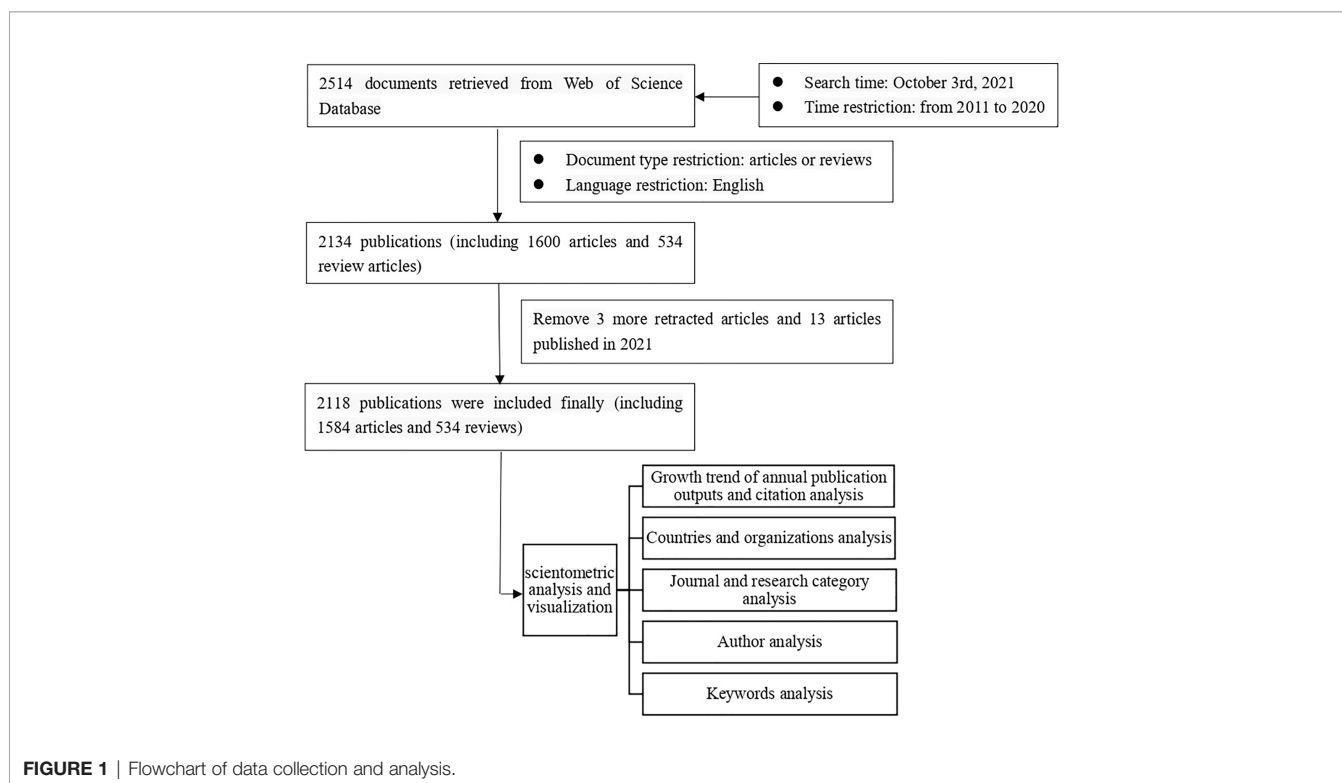 2514 documents retrieved from Web of Science
Database
● Search time: October 3rd, 2021
● Time restriction: from 2011 to 2020
● Document type restriction: articles or reviews
● Language restriction: English
2134 publications (including 1600 articles and 534
review articles)
Remove 3 more retracted articles and 13 articles
published in 2021
2118 publications were included finally (including
1584 articles and 534 reviews)
scientometric
analysis and
visualization
Growth trend of annual publication
outputs and citation analysis
Countries and organizations analysis
Journal and research category
analysis
Author analysis
Keywords analysis
FIGURE 1 | Flowchart of data collection and analysis.